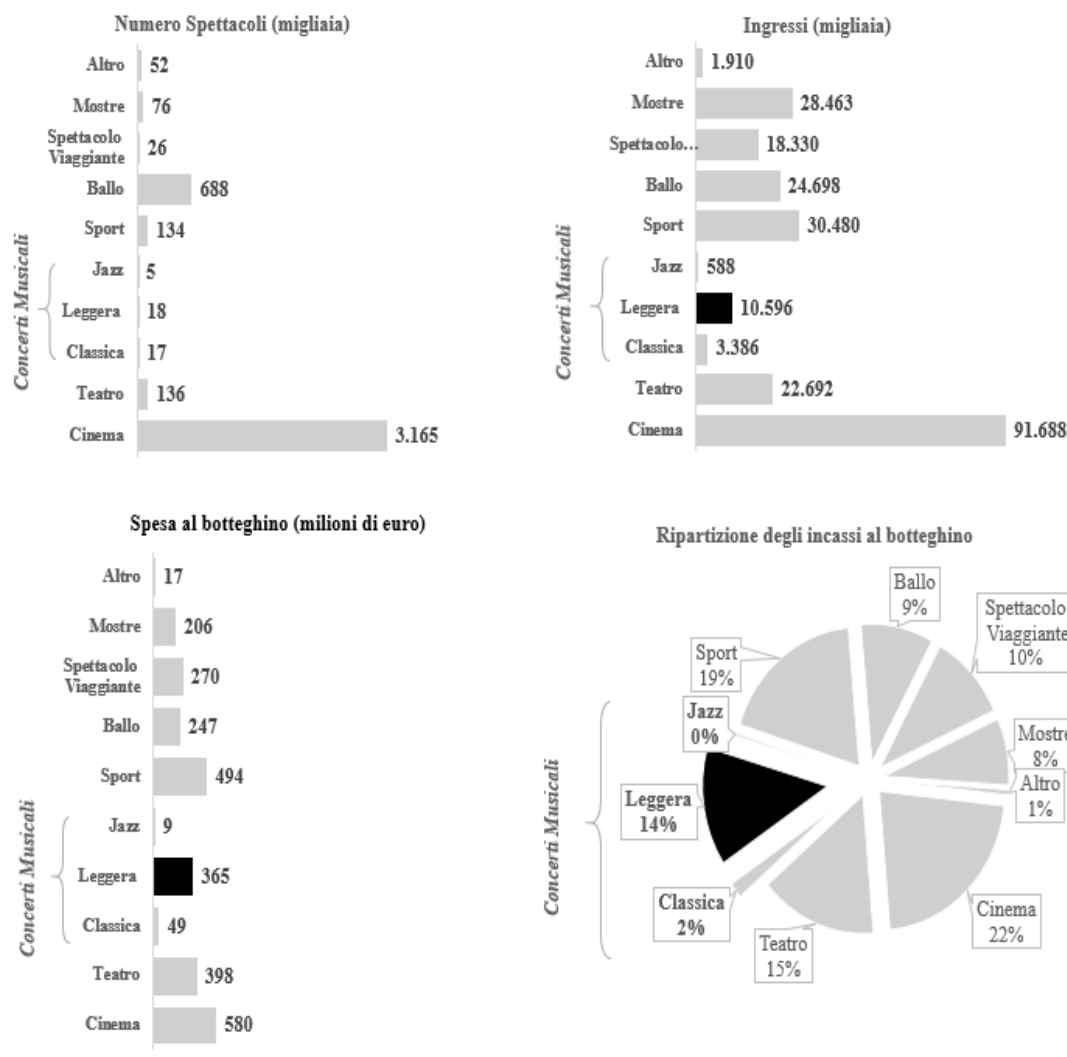 Numero Spettacoli (migliaia)
Altro 52
Mostre 76
Spettacolo
Viaggiante 26
Ballo 688
Sport 134
Concerti Musicali
Jazz 5
Leggera 18
Classica 17
Teatro 136
Cinema 3.165
Ingressi (migliaia)
Altro 1.910
Mostre 28.463
Spettacolo... 18.330
Ballo 24.698
Sport 30.480
Concerti Musicali
Jazz 588
Leggera 10.596
Classica 3.386
Teatro 22.692
Cinema 91.688
Spesa al botteghino (milioni di euro)
Altro 17
Mostre 206
Spettacolo
Viaggiante 270
Ballo 247
Sport 494
Concerti Musicali
Jazz 9
Leggera 365
Classica 49
Teatro 398
Cinema 580
Ripartizione degli incassi al botteghino
Ballo
9%
Spettacolo
Viaggiante
10%
Sport
19%
Jazz
0%
Mostre
8%
Altro
1%
Concerti Musicali
Leggera
14%
Classica
2%
Teatro
15%
Cinema
22%